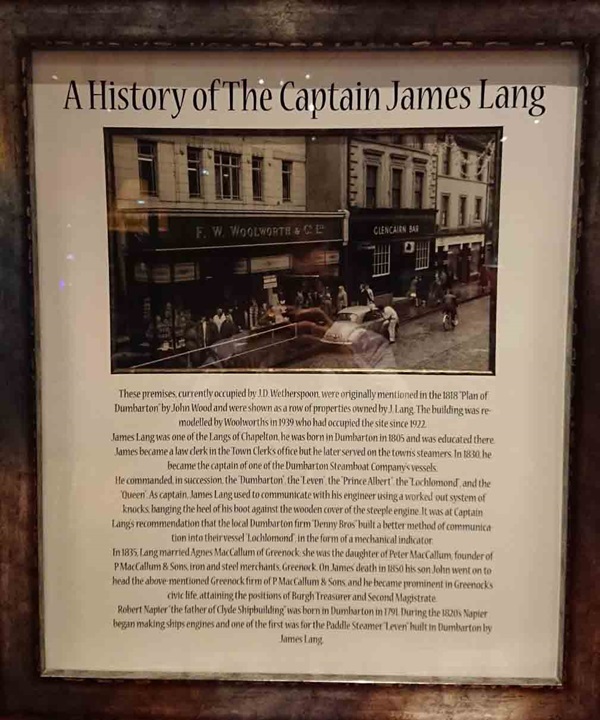 A History of The Captain James Lang
F. W. WOOLWORTH & Co. Ltd
GLENCAIRN BAR
These premises, currently occupied by J.D. Wetherspoon, were originally mentioned in the 1818 'Plan of
Dumbarton' by John Wood and were shown as a row of properties owned by J. Lang. The building was re-
modelled by Woolworths in 1939 who had occupied the site since 1922.
James Lang was one of the Langs of Chapelton, he was born in Dumbarton in 1805 and was educated there.
James became a law clerk in the Town Clerk's office but he later served on the towns steamers. In 1830, he
became the captain of one of the Dumbarton Steamboat Company's vessels.
He commanded, in succession, the 'Dumbarton', the 'Leven', the 'Prince Albert', the 'Lochlomond', and the
'Queen'. As captain, James Lang used to communicate with his engineer using a worked out system of
knocks, banging the heel of his boot against the wooden cover of the steeple engine. It was at Captain
Lang's recommendation that the local Dumbarton firm 'Denny Bros' built a better method of communica
tion into their vessel 'Lochlomond', in the form of a mechanical indicator.
In 1835, Lang married Agnes MacCallum of Greenock; she was the daughter of Peter MacCallum, founder of
P MacCallum & Sons, iron and steel merchants, Greenock. On James' death in 1850 his son John went on to
head the above-mentioned Greenock firm of P MacCallum & Sons, and he became prominent in Greenock's
civic life, attaining the positions of Burgh Treasurer and Second Magistrate.
Robert Napier 'the father of Clyde Shipbuilding' was born in Dumbarton in 1791. During the 1820s Napier
began making ships engines and one of the first was for the Paddle Steamer 'Leven' built in Dumbarton by
James Lang.